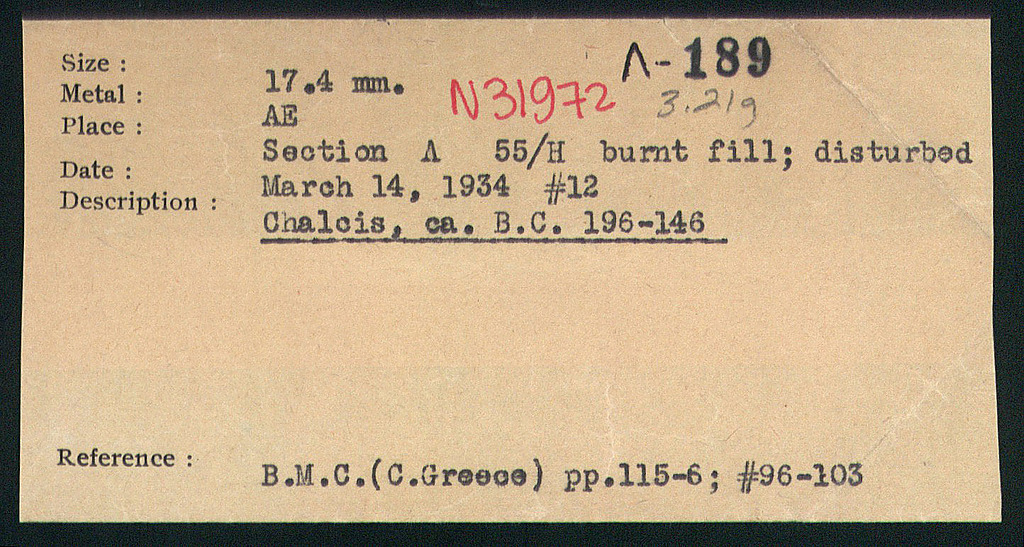 Λ-189
Size : 17.4 mm. N31972 3.21g
Metal : AE
Place : Section Λ 55/H burnt fill; disturbed
Date : March 14, 1934 #12
Description : Chalcis, ca. B.C. 196-146
Reference : B.M.C.(C.Greece) pp.115-6; #96-103